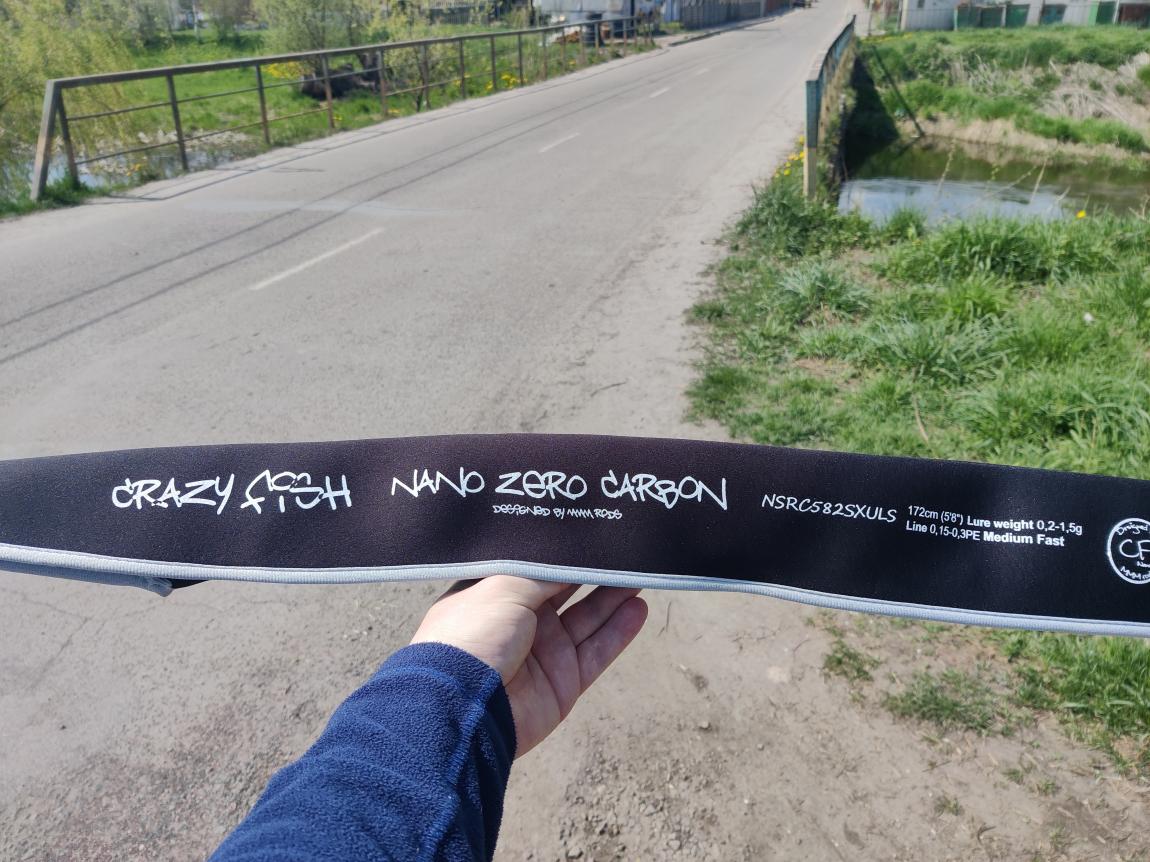 CRAZY FISH
NANO ZERO CARBON
DESIGNED BY MMM RODS
NSRC582SXULS
172cm (5'8") Lure weight 0,2-1,5g
Line 0,15-0,3PE Medium Fast
CF